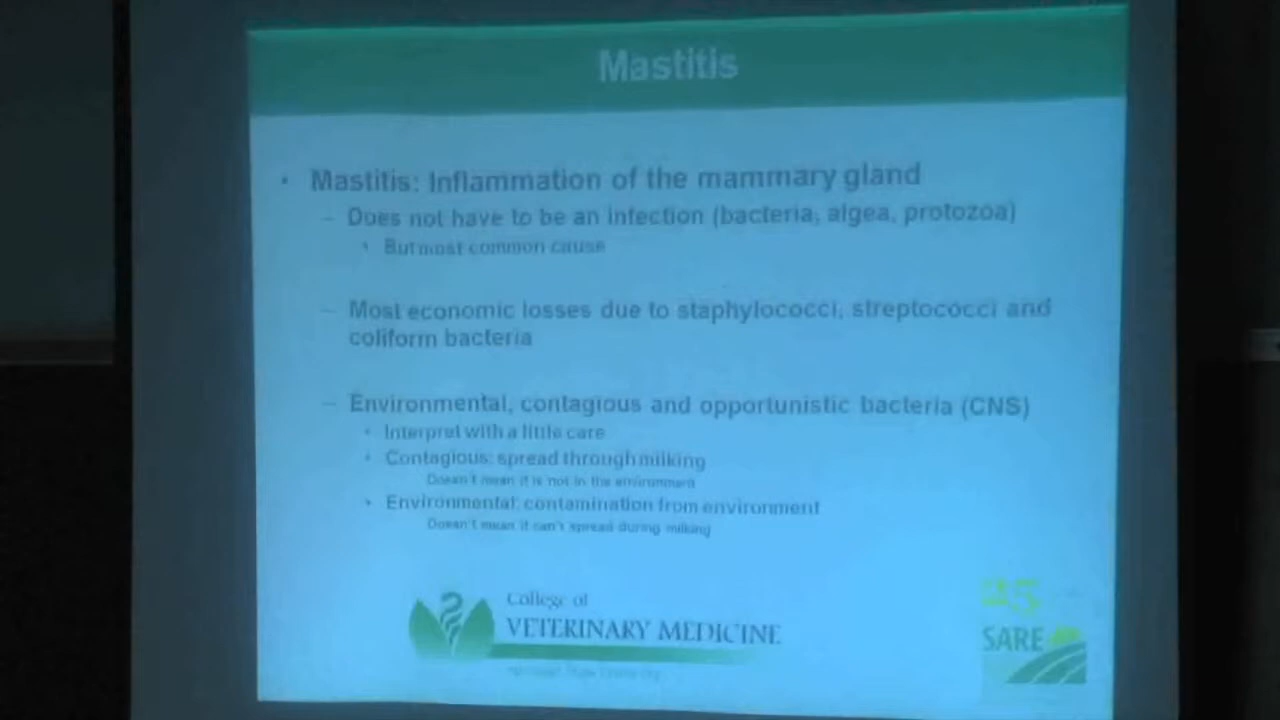 Mastitis
• Mastitis: Inflammation of the mammary gland
– Does not have to be an infection (bacteria, algea, protozoa)
• But most common cause
– Most economic losses due to staphylococci, streptococci and
coliform bacteria
– Environmental, contagious and opportunistic bacteria (CNS)
• Interpret with a little care
• Contagious: spread through milking
Doesn't mean it is not in the environment
• Environmental: contamination from environment
Doesn't mean it can't spread during milking
College of
VETERINARY MEDICINE
25
SARE